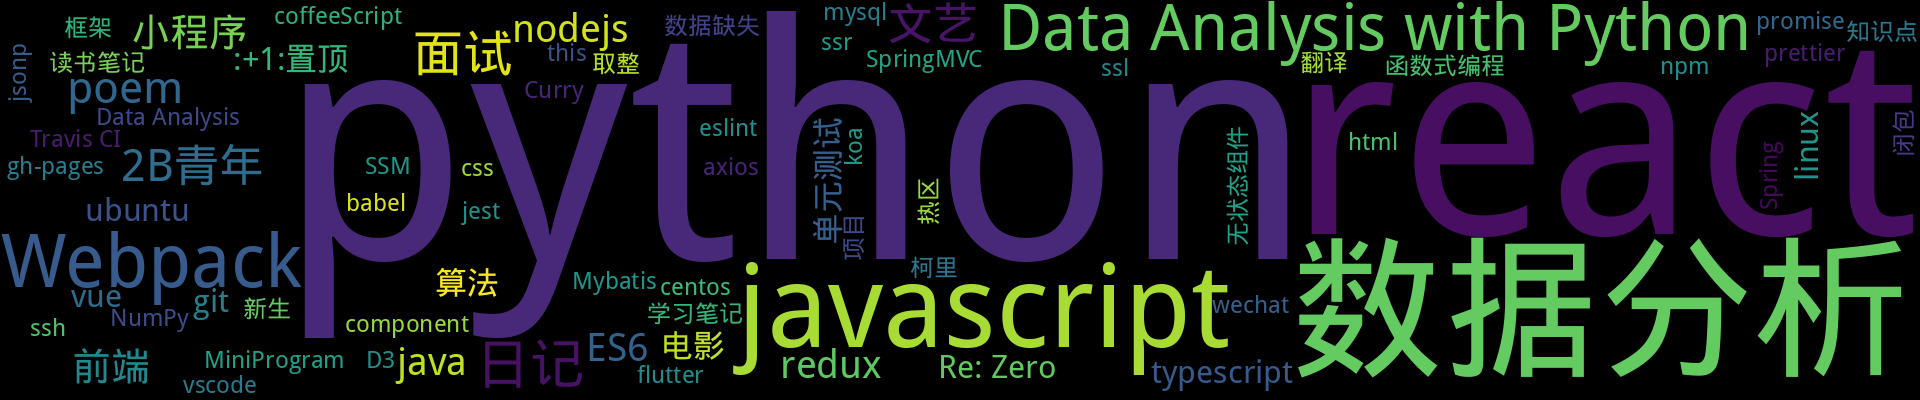 框架
小程序
coffeeScript
面试
nodejs
数据缺失
mysql
文艺
Data Analysis with Python
promise
知识点
jsonp
读书笔记
:+1:置顶
this
取整
ssr
SpringMVC
ssl
翻译
函数式编程
prettier
npm
poem
Curry
Data Analysis
Travis CI
gh-pages
2B青年
SSM
css
eslint
axios
python
react
单元测试
koa
项目
热区
无状态组件
html
Spring
linux
闭包
ubuntu
babel
jest
Webpack
算法
Mybatis
centos
柯里
javascript
wechat
数据分析
vue
NumPy
git
新生
ssh
component
学习笔记
前端
MiniProgram
D3
java
日记
ES6
电影
flutter
redux
Re: Zero
typescript
vscode